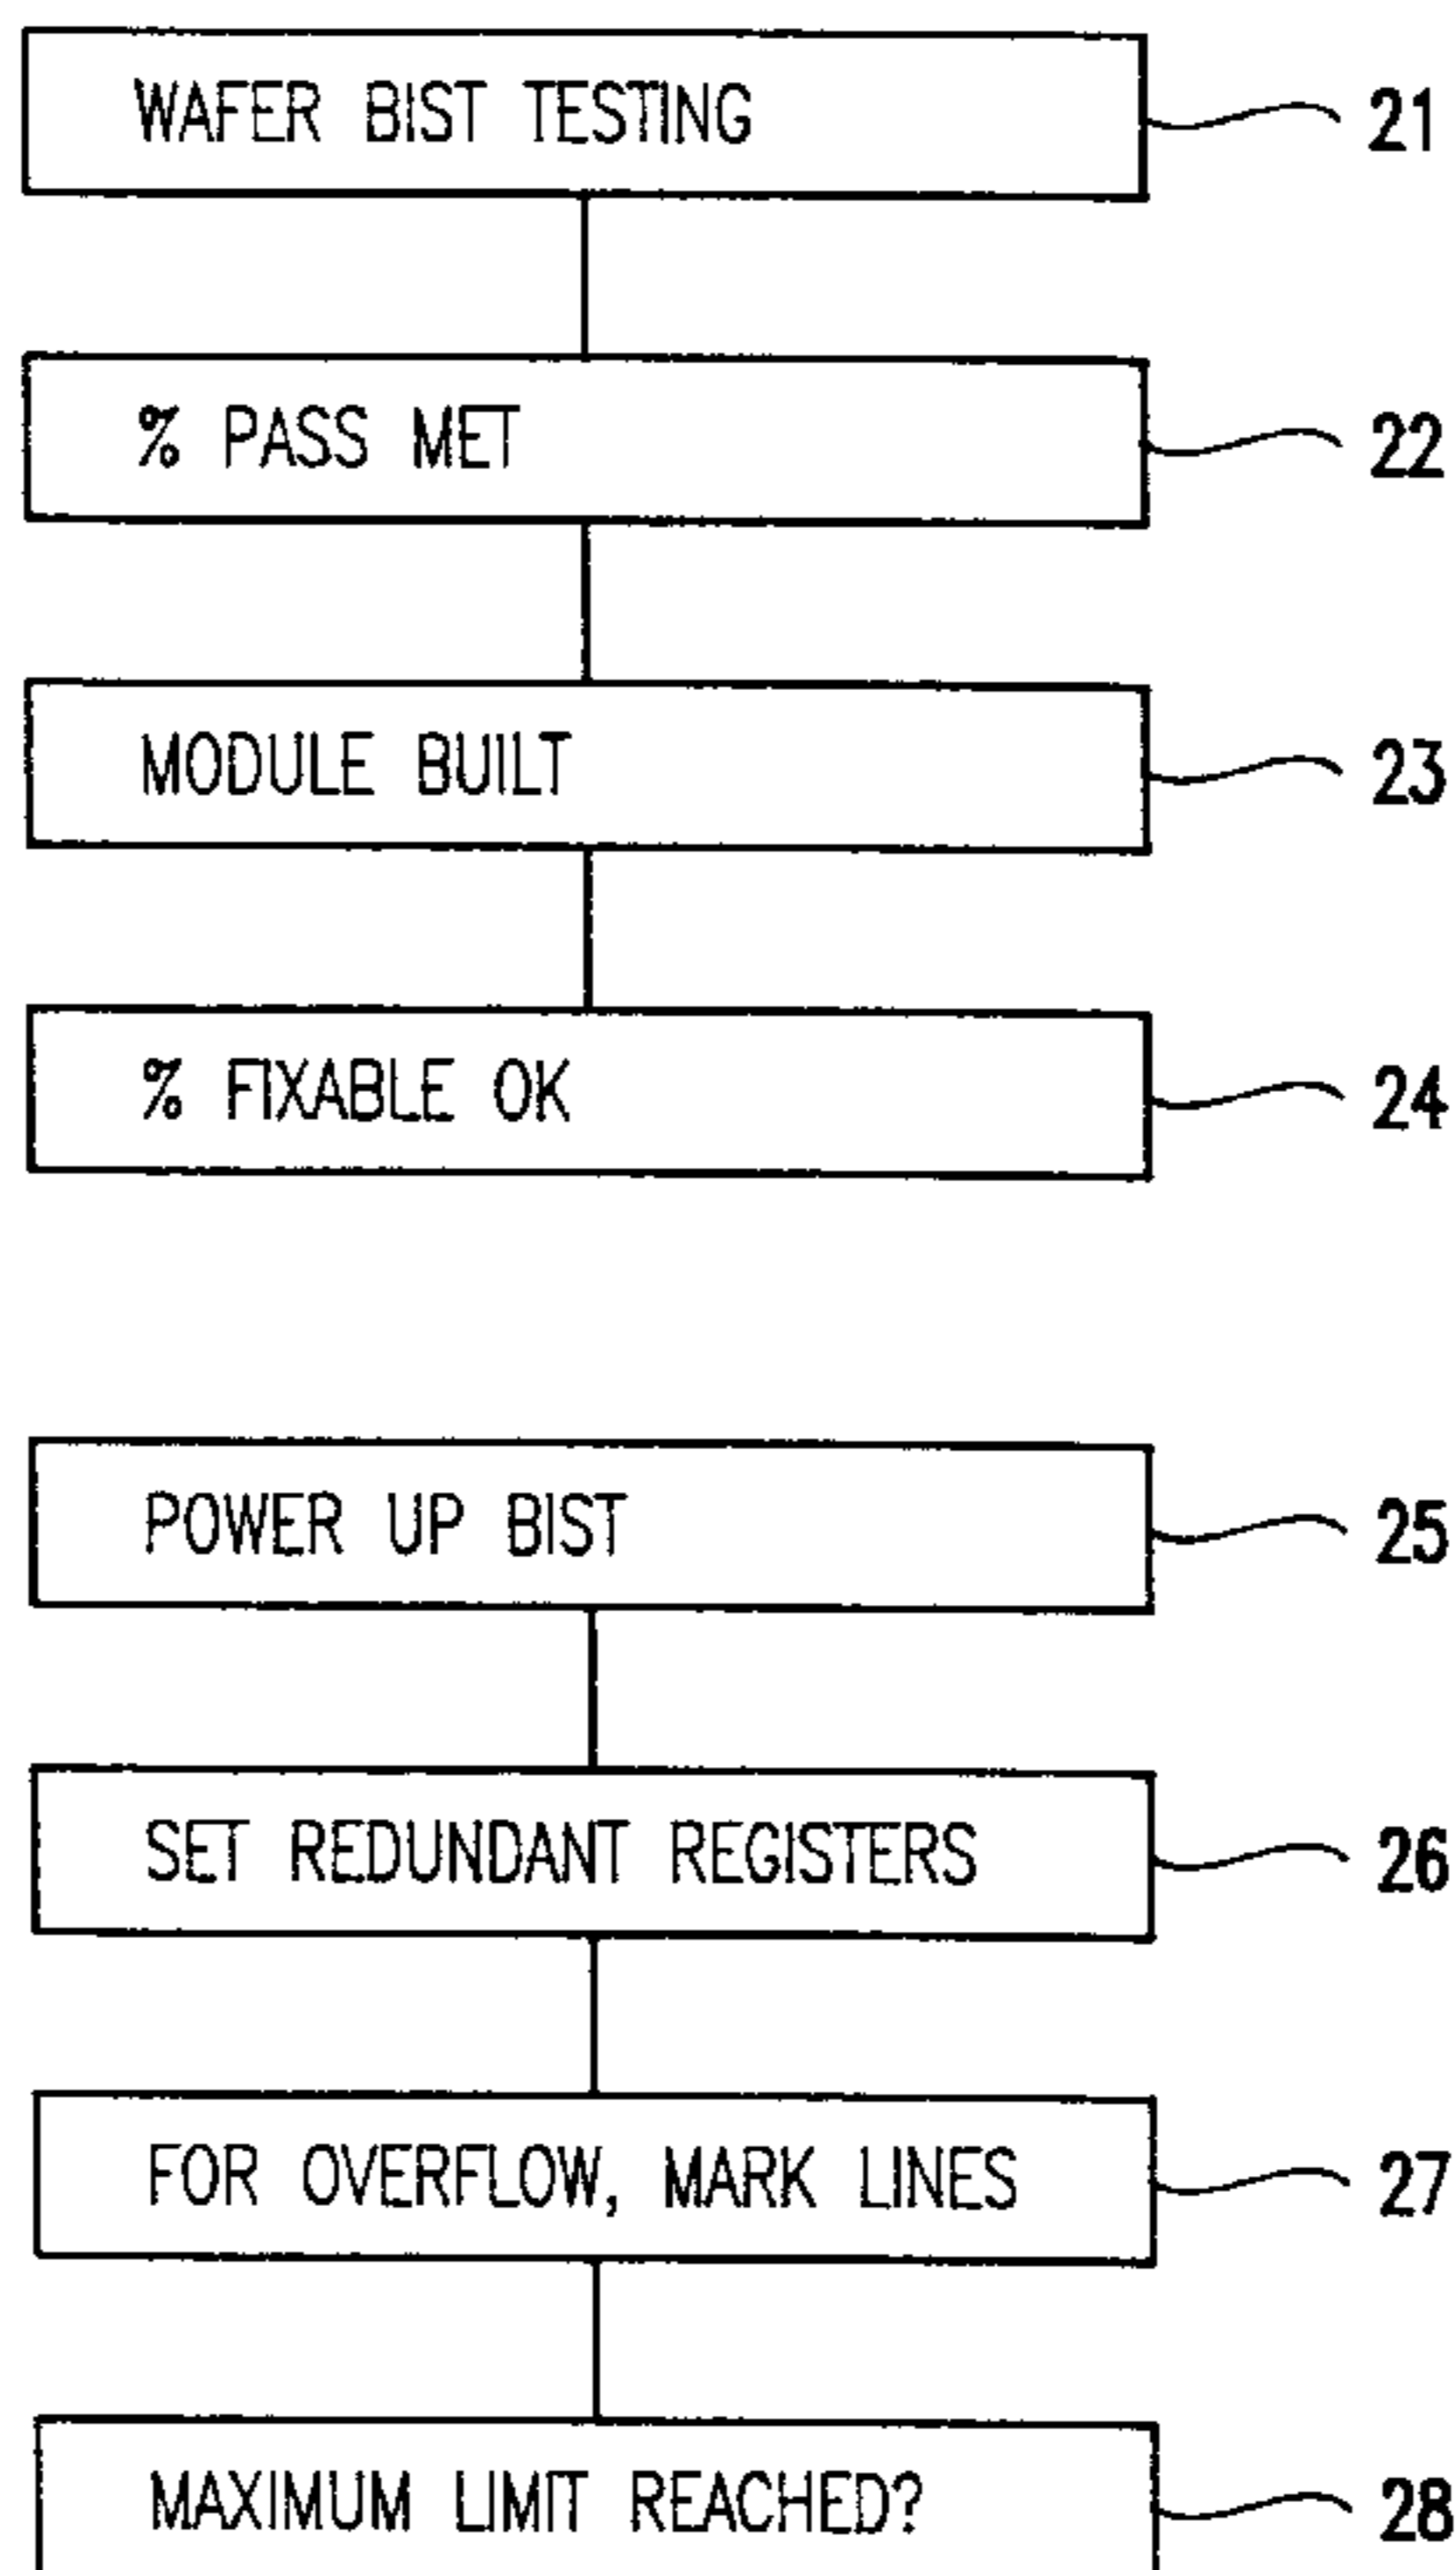 WAFER BIST TESTING 21
% PASS MET 22
MODULE BUILT 23
% FIXABLE OK 24
POWER UP BIST 25
SET REDUNDANT REGISTERS 26
FOR OVERFLOW, MARK LINES 27
MAXIMUM LIMIT REACHED? 28